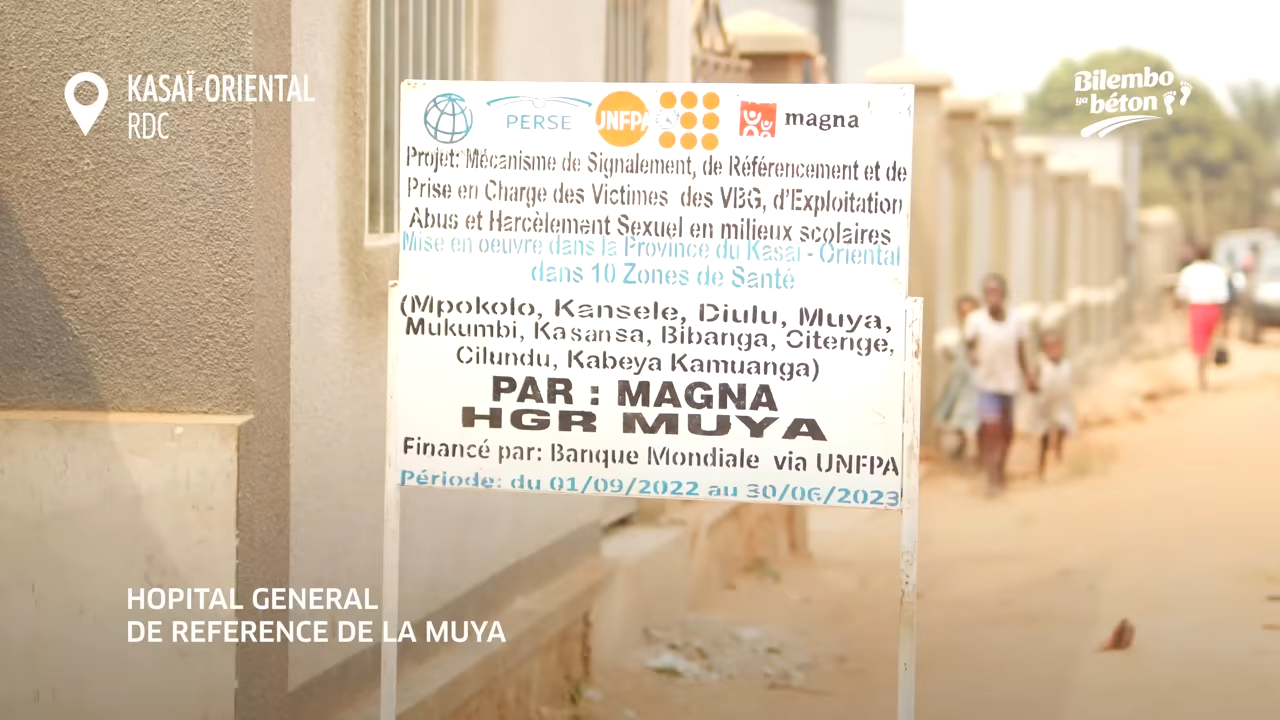 KASAÏ-ORIENTAL
RDC
Bilembo
ya béton
PERSE
UNFPA
magna
Projet: Mécanisme de Signalement, de Référencement et de
Prise en Charge des Victimes des VBG, d'Exploitation
Abus et Harcèlement Sexuel en milieux scolaires
Mise en oeuvre dans la Province du Kasaï - Oriental
dans 10 Zones de Santé
(Mpokolo, Kansele, Diulu, Muya,
Mukumbi, Kasansa, Bibanga, Citenge,
Cilundu, Kabeya Kamuanga)
PAR : MAGNA
HGR MUYA
Financé par: Banque Mondiale via UNFPA
Période: du 01/09/2022 au 30/06/2023
HOPITAL GENERAL
DE REFERENCE DE LA MUYA